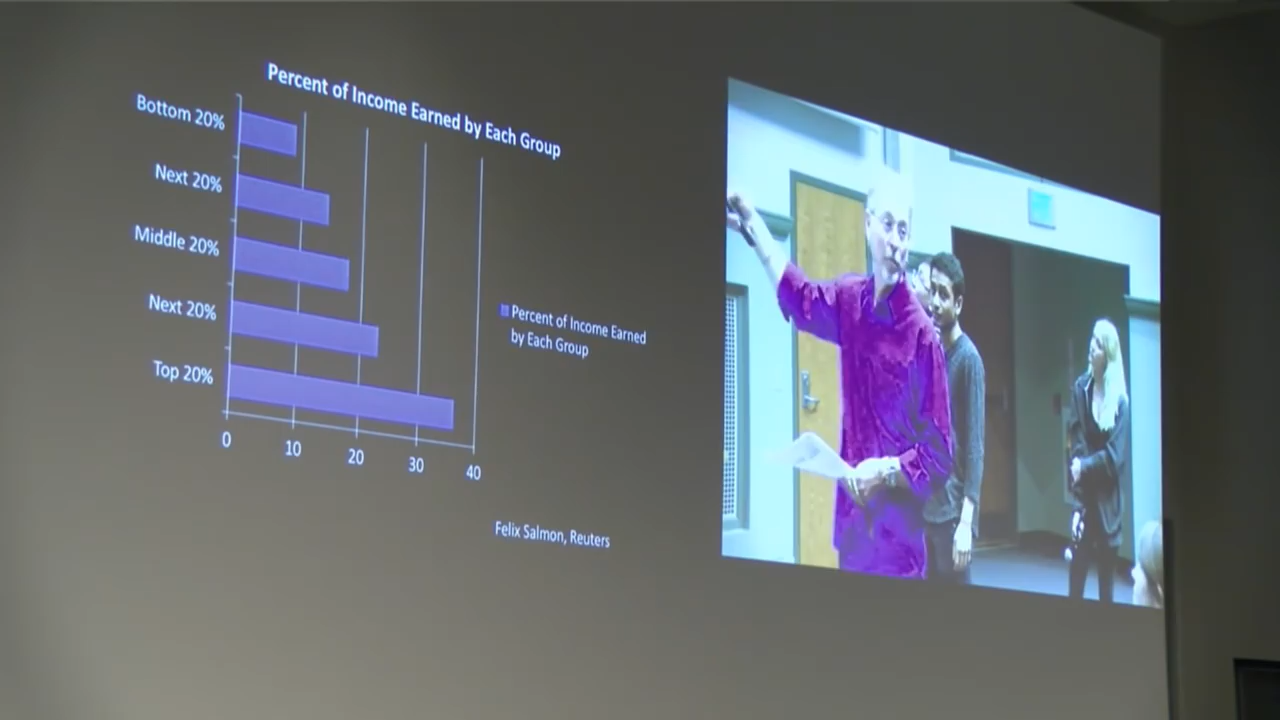 Percent of Income Earned by Each Group
Bottom 20%
Next 20%
Middle 20%
Next 20%
Top 20%
0 10 20 30 40
Percent of Income Earned
by Each Group
Felix Salmon, Reuters